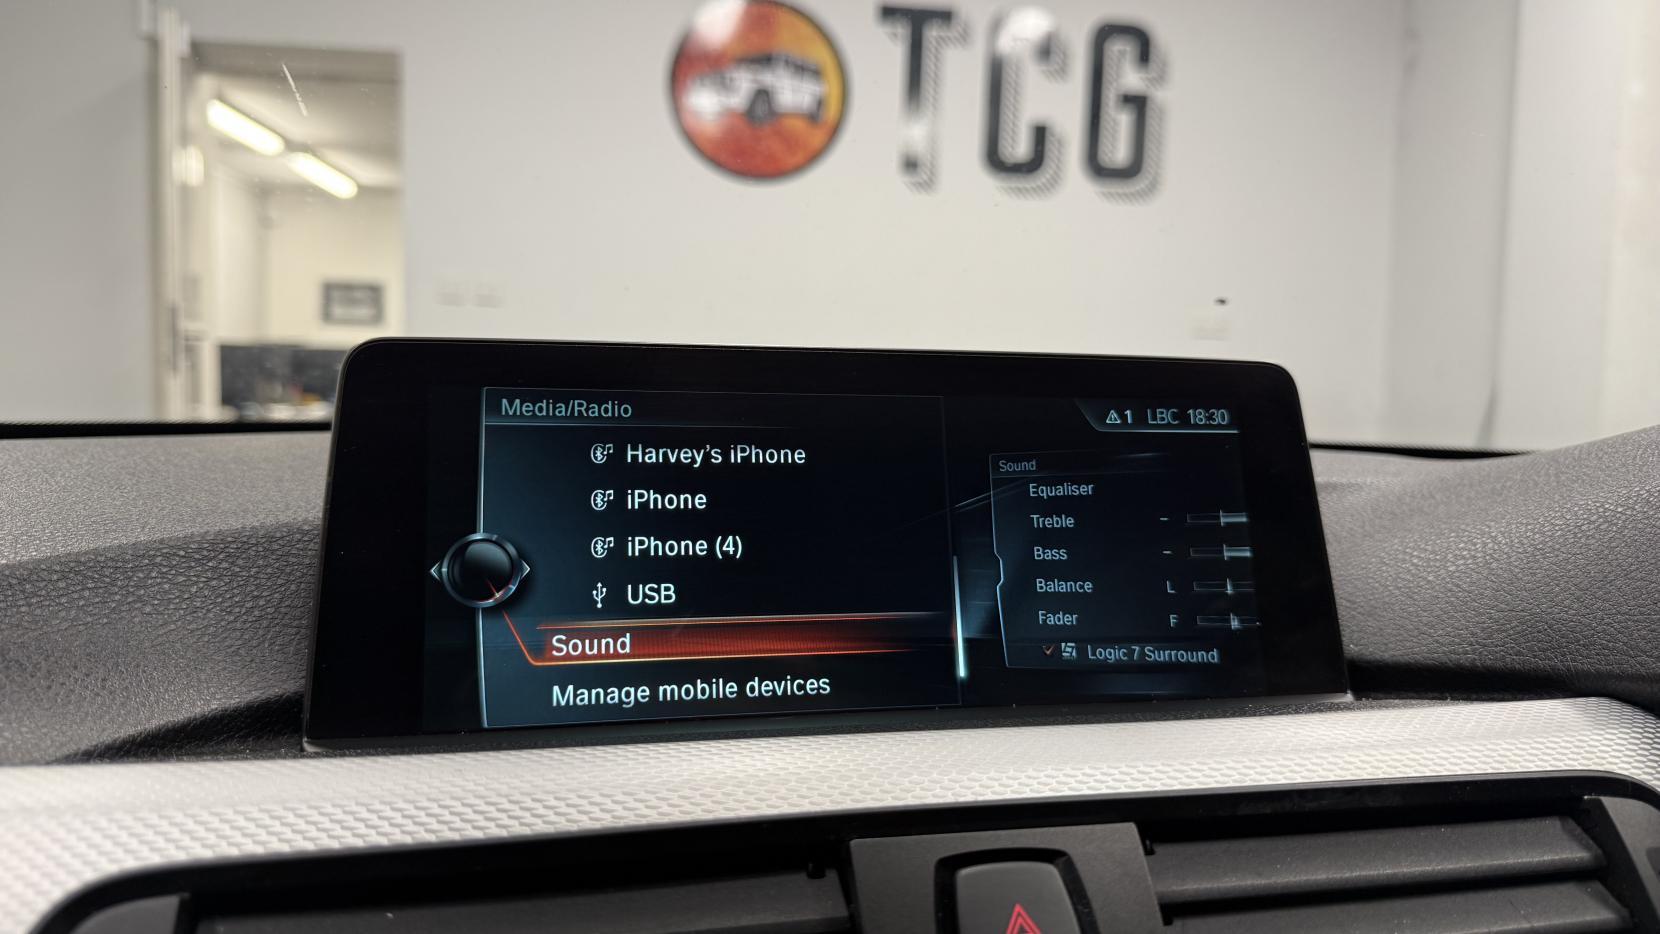 TCG
Media/Radio
Harvey's iPhone
iPhone
iPhone (4)
USB
Sound
Manage mobile devices
1 LBC 18:30
Sound
Equaliser
Treble -
Bass -
Balance L
Fader F
Logic 7 Surround